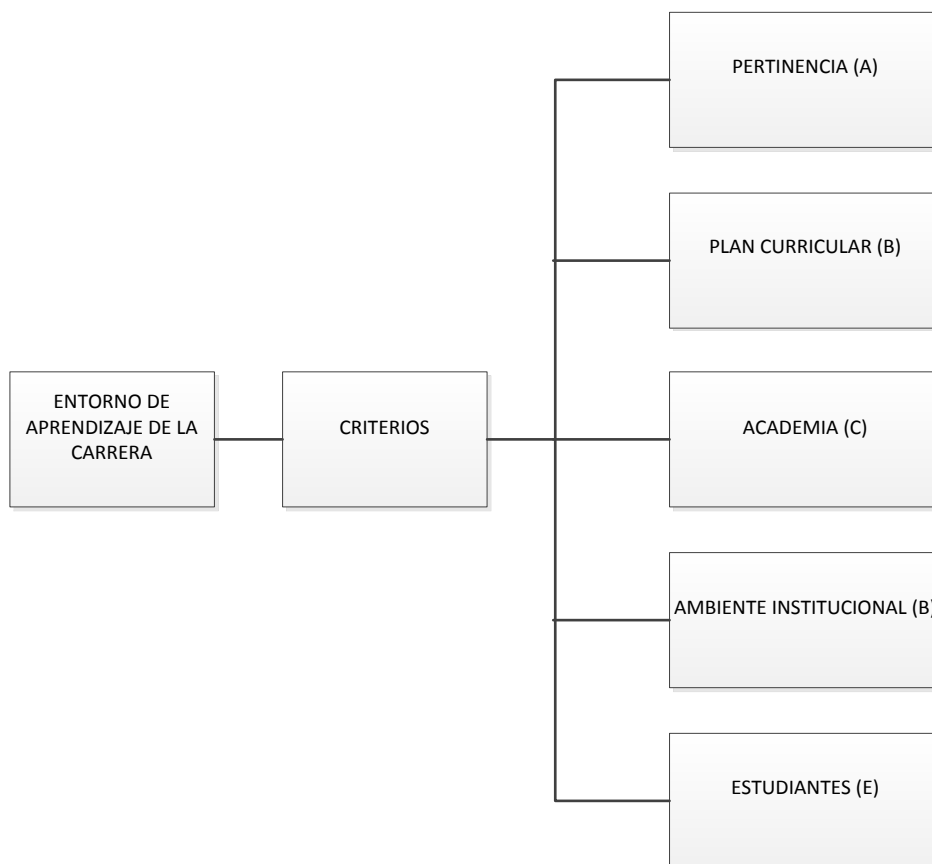 PERTINENCIA (A)
PLAN CURRICULAR (B)
ENTORNO DE
APRENDIZAJE DE LA
CARRERA
CRITERIOS
ACADEMIA (C)
AMBIENTE INSTITUCIONAL (B)
ESTUDIANTES (E)